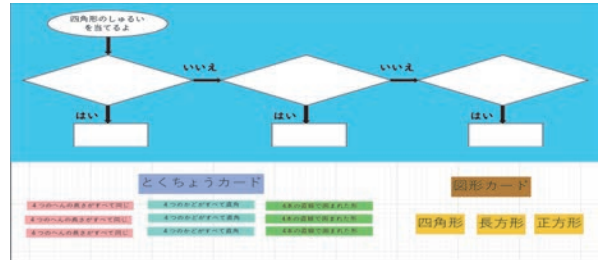 四角形のしゅるい
を当てるよ
いいえ
いいえ
はい
はい
はい
とくちょうカード
図形カード
4つのへんの長さがすべて同じ
4つのかどがすべて直角
4本の直線で囲まれた形
4つのへんの長さがすべて同じ
4つのかどがすべて直角
4本の直線で囲まれた形
4つのへんの長さがすべて同じ
4つのかどがすべて直角
4本の直線で囲まれた形
四角形
長方形
正方形